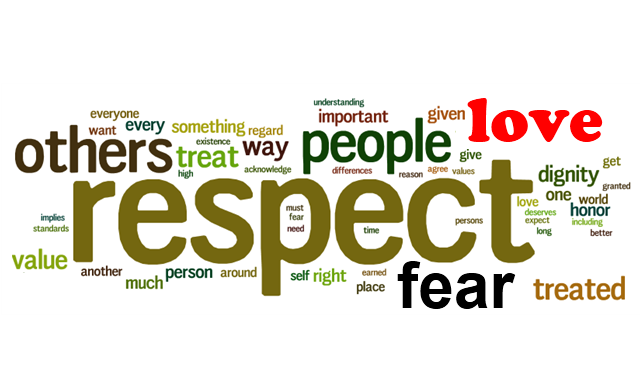 understanding
everyone
important
given
love
want
every
something
regard
others
existence
treat
way
people
give
high
acknowledge
differences
reason
agree
values
get
respect
dignity
granted
one
world
love
deserves
honor
expect
including
long
better
implies
standards
must
fear
need
time
persons
value
another
much
person
around
self
right
earned
place
fear
treated